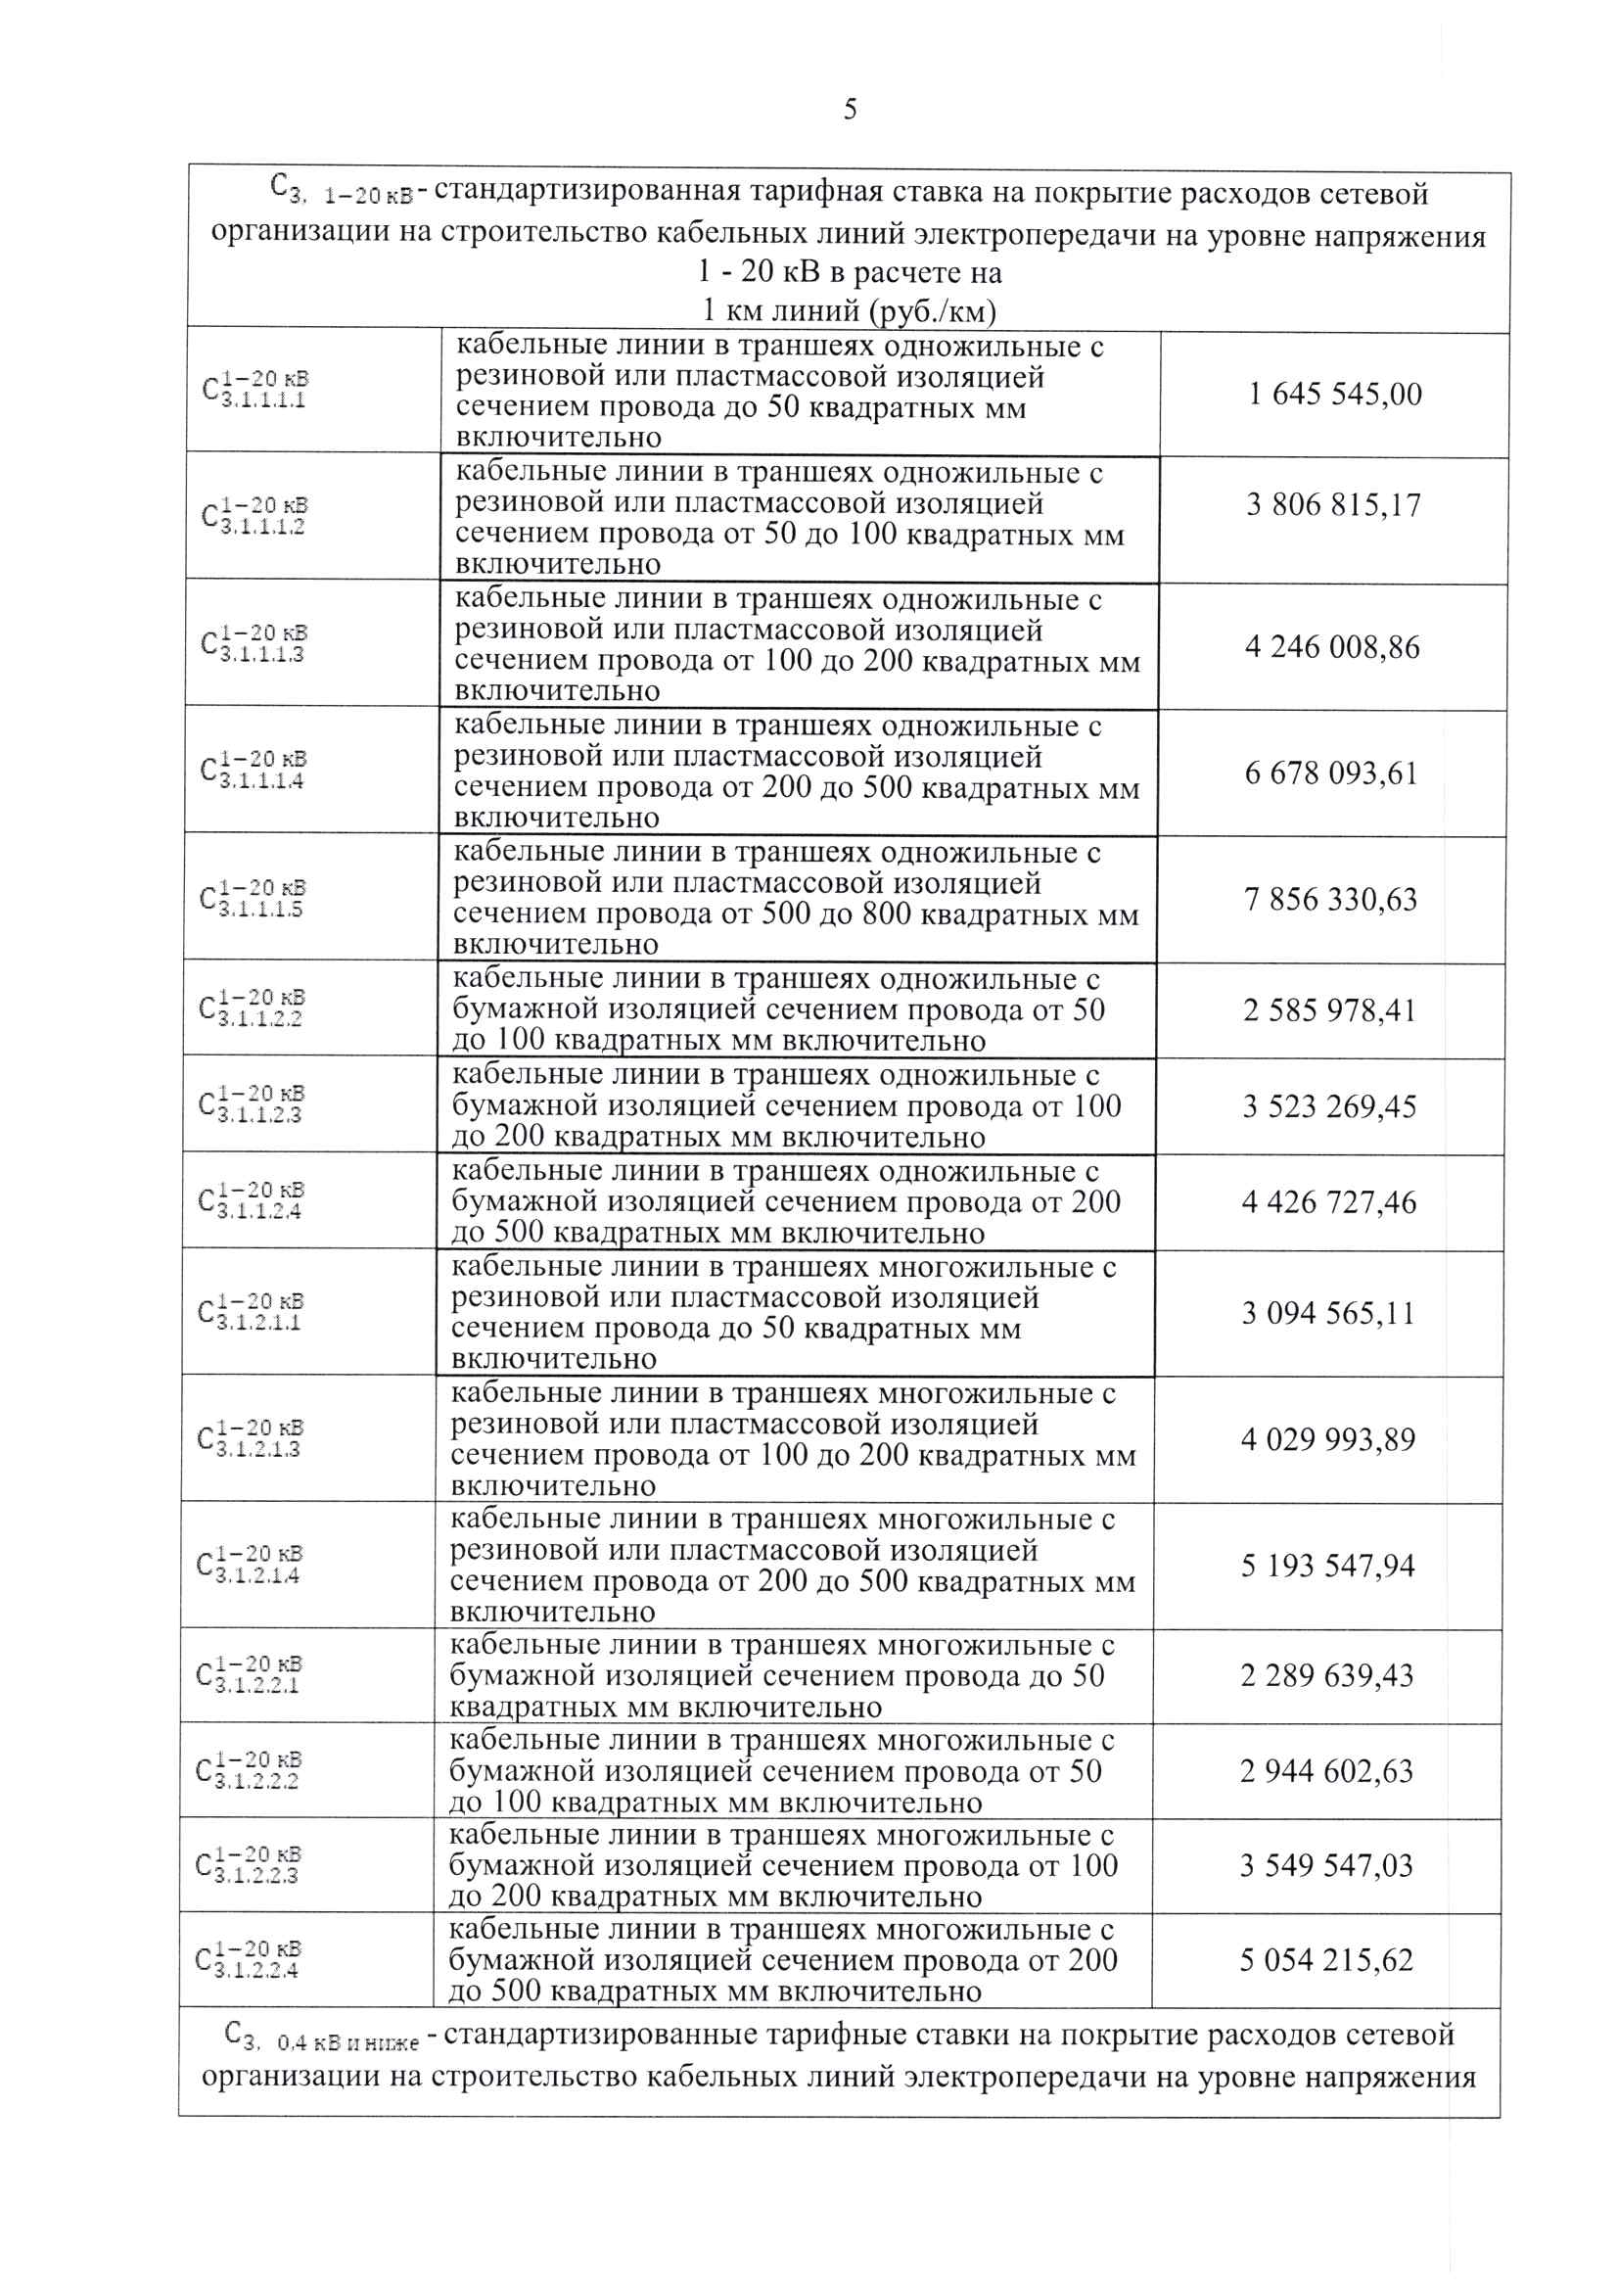 5
С3, 1−20 кВ - стандартизированная тарифная ставка на покрытие расходов сетевой
организации на строительство кабельных линий электропередачи на уровне напряжения
1 - 20 кВ в расчете на
1 км линий (руб./км)
С 1−20 кВ 3.1.1.1.1
кабельные линии в траншеях одножильные с
резиновой или пластмассовой изоляцией
сечением провода до 50 квадратных мм
включительно
1 645 545,00
С 1−20 кВ 3.1.1.1.2
кабельные линии в траншеях одножильные с
резиновой или пластмассовой изоляцией
сечением провода от 50 до 100 квадратных мм
включительно
3 806 815,17
С 1−20 кВ 3.1.1.1.3
кабельные линии в траншеях одножильные с
резиновой или пластмассовой изоляцией
сечением провода от 100 до 200 квадратных мм
включительно
4 246 008,86
С 1−20 кВ 3.1.1.1.4
кабельные линии в траншеях одножильные с
резиновой или пластмассовой изоляцией
сечением провода от 200 до 500 квадратных мм
включительно
6 678 093,61
С 1−20 кВ 3.1.1.1.5
кабельные линии в траншеях одножильные с
резиновой или пластмассовой изоляцией
сечением провода от 500 до 800 квадратных мм
включительно
7 856 330,63
С 1−20 кВ 3.1.1.2.2
кабельные линии в траншеях одножильные с
бумажной изоляцией сечением провода от 50
до 100 квадратных мм включительно
2 585 978,41
С 1−20 кВ 3.1.1.2.3
кабельные линии в траншеях одножильные с
бумажной изоляцией сечением провода от 100
до 200 квадратных мм включительно
3 523 269,45
С 1−20 кВ 3.1.1.2.4
кабельные линии в траншеях одножильные с
бумажной изоляцией сечением провода от 200
до 500 квадратных мм включительно
4 426 727,46
С 1−20 кВ 3.1.2.1.1
кабельные линии в траншеях многожильные с
резиновой или пластмассовой изоляцией
сечением провода до 50 квадратных мм
включительно
3 094 565,11
С 1−20 кВ 3.1.2.1.3
кабельные линии в траншеях многожильные с
резиновой или пластмассовой изоляцией
сечением провода от 100 до 200 квадратных мм
включительно
4 029 993,89
С 1−20 кВ 3.1.2.1.4
кабельные линии в траншеях многожильные с
резиновой или пластмассовой изоляцией
сечением провода от 200 до 500 квадратных мм
включительно
5 193 547,94
С 1−20 кВ 3.1.2.2.1
кабельные линии в траншеях многожильные с
бумажной изоляцией сечением провода до 50
квадратных мм включительно
2 289 639,43
С 1−20 кВ 3.1.2.2.2
кабельные линии в траншеях многожильные с
бумажной изоляцией сечением провода от 50
до 100 квадратных мм включительно
2 944 602,63
С 1−20 кВ 3.1.2.2.3
кабельные линии в траншеях многожильные с
бумажной изоляцией сечением провода от 100
до 200 квадратных мм включительно
3 549 547,03
С 1−20 кВ 3.1.2.2.4
кабельные линии в траншеях многожильные с
бумажной изоляцией сечением провода от 200
до 500 квадратных мм включительно
5 054 215,62
С3, 0,4 кВ и ниже - стандартизированные тарифные ставки на покрытие расходов сетевой
организации на строительство кабельных линий электропередачи на уровне напряжения